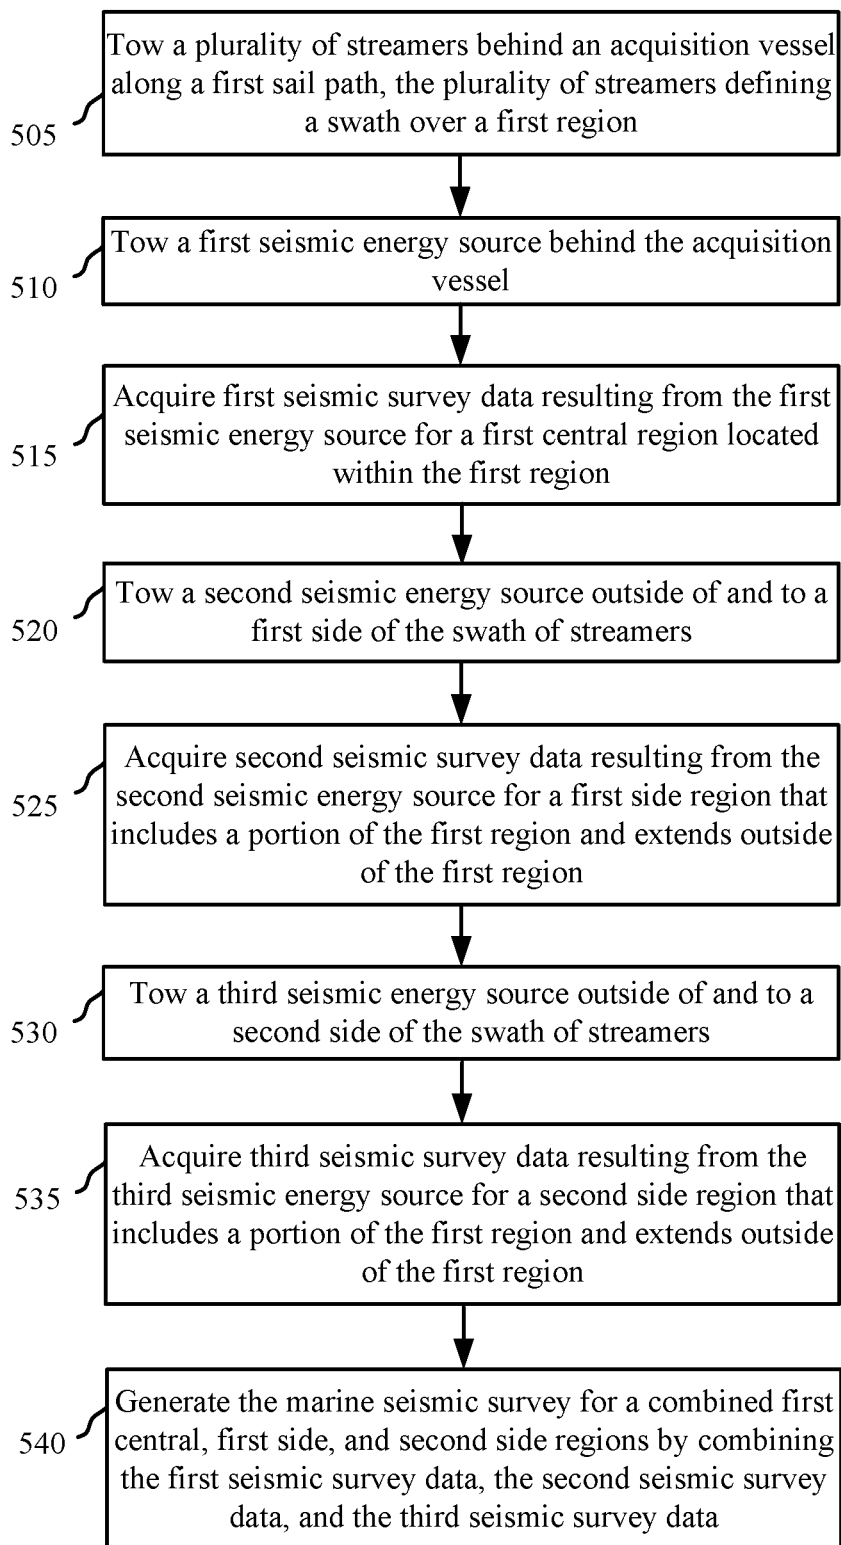 Tow a plurality of streamers behind an acquisition vessel
along a first sail path, the plurality of streamers defining
a swath over a first region
505
Tow a first seismic energy source behind the acquisition
vessel
510
Acquire first seismic survey data resulting from the first
seismic energy source for a first central region located
within the first region
515
Tow a second seismic energy source outside of and to a
first side of the swath of streamers
520
Acquire second seismic survey data resulting from the
second seismic energy source for a first side region that
includes a portion of the first region and extends outside
of the first region
525
Tow a third seismic energy source outside of and to a
second side of the swath of streamers
530
Acquire third seismic survey data resulting from the
third seismic energy source for a second side region that
includes a portion of the first region and extends outside
of the first region
535
Generate the marine seismic survey for a combined first
central, first side, and second side regions by combining
the first seismic survey data, the second seismic survey
data, and the third seismic survey data
540